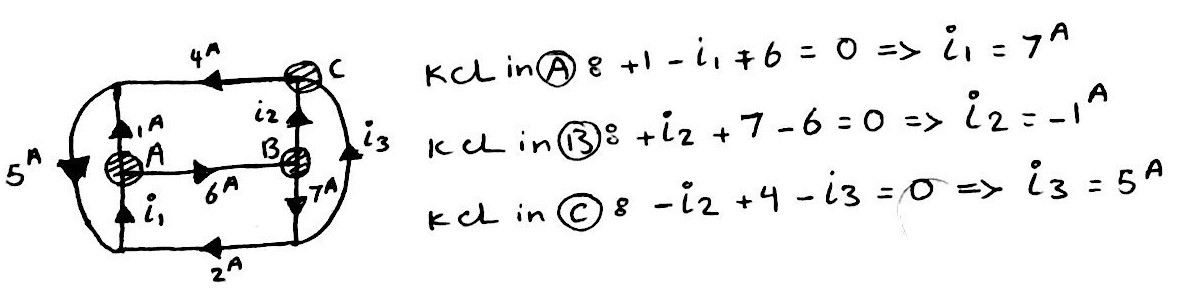 4A
C
1A
i2
i3
A
B
5A
6A
7A
i1
2A
KCL in A : +1 - i1 + 6 = 0 => i1 = 7A
KCL in B : +i2 + 7 - 6 = 0 => i2 = -1A
KCL in C : -i2 + 4 - i3 = 0 => i3 = 5A